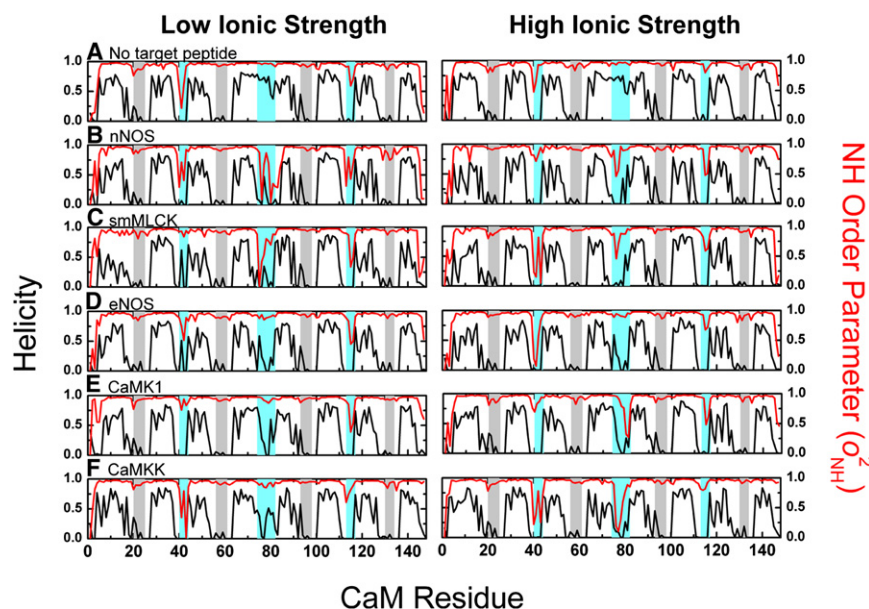 Low Ionic Strength High Ionic Strength
A No target peptide
1.0 0.5 0.0 1.0 0.5 0.0
B nNOS
1.0 0.5 0.0 1.0 0.5 0.0
C smMLCK
1.0 0.5 0.0 1.0 0.5 0.0
D eNOS
1.0 0.5 0.0 1.0 0.5 0.0
E CaMK1
1.0 0.5 0.0 1.0 0.5 0.0
F CaMKK
1.0 0.5 0.0 1.0 0.5 0.0
0 20 40 60 80 100 120 140 0 20 40 60 80 100 120 140
Helicity
NH Order Parameter (o²NH)
CaM Residue